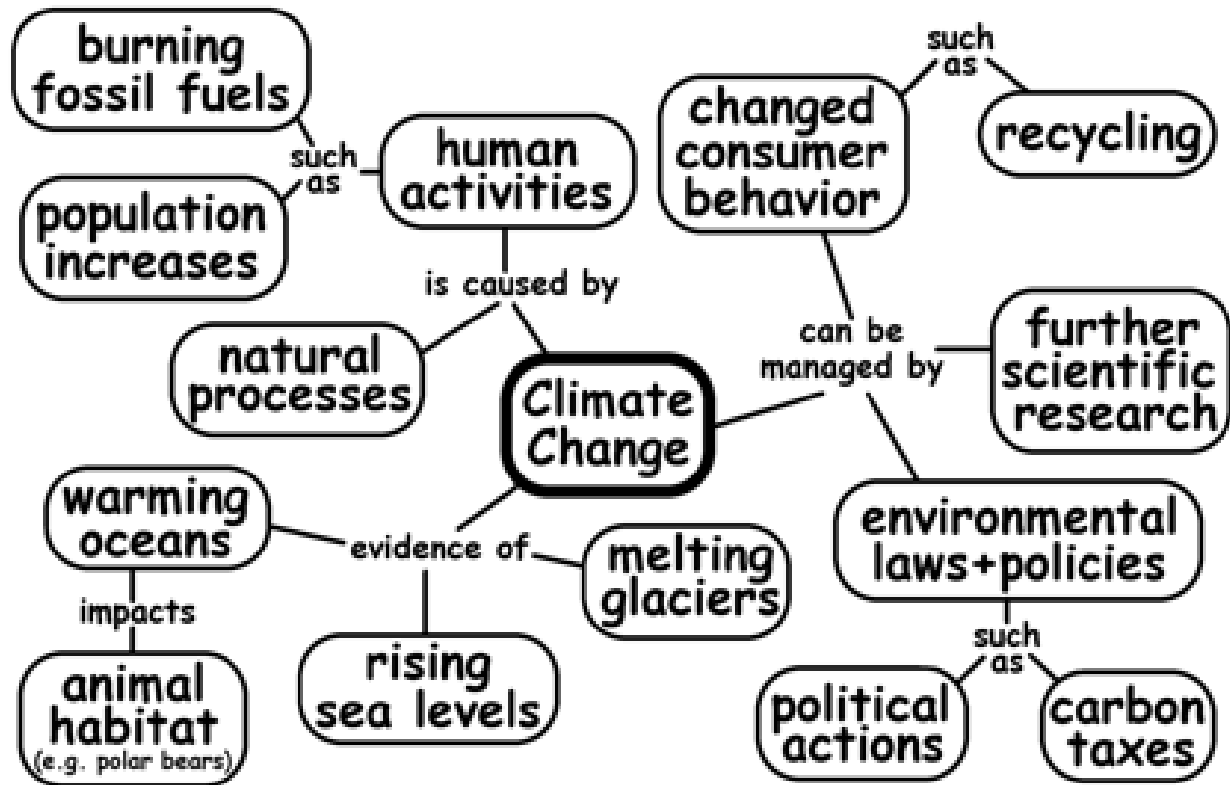 burning
fossil fuels
such
as
population
increases
human
activities
is caused by
natural
processes
Climate
Change
changed
consumer
behavior
such
as
recycling
can be
managed by
further
scientific
research
environmental
laws+policies
such
as
political
actions
carbon
taxes
evidence of
warming
oceans
impacts
animal
habitat
(e.g. polar bears)
rising
sea levels
melting
glaciers